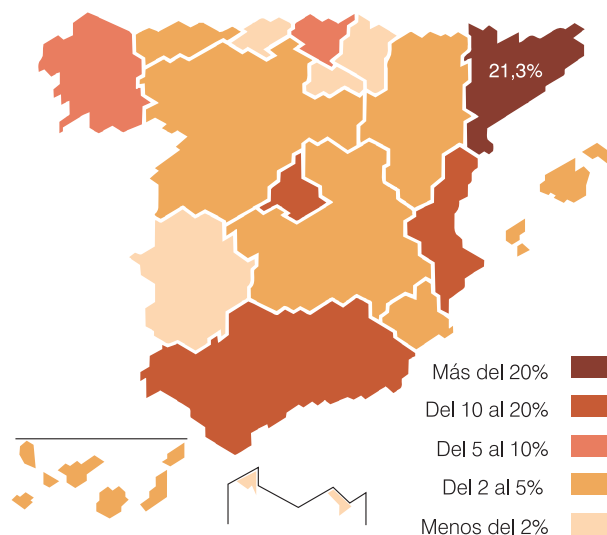 21,3%
Más del 20%
Del 10 al 20%
Del 5 al 10%
Del 2 al 5%
Menos del 2%